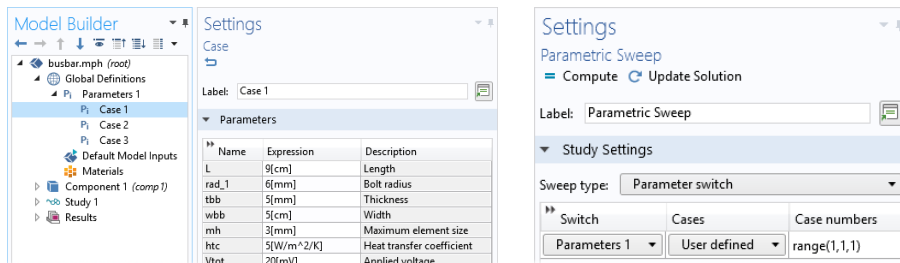 Model Builder
busbar.mph (root)
Global Definitions
Pi Parameters 1
Pi Case 1
Pi Case 2
Pi Case 3
Default Model Inputs
Materials
Component 1 (comp1)
Study 1
Results
Settings
Case
Label: Case 1
Parameters
Name Expression Description
L 9[cm] Length
rad_1 6[mm] Bolt radius
tbb 5[mm] Thickness
wbb 5[cm] Width
mh 3[mm] Maximum element size
htc 5[W/m^2/K] Heat transfer coefficient
Vtot 20[mV] Applied voltage
Settings
Parametric Sweep
= Compute Update Solution
Label: Parametric Sweep
Study Settings
Sweep type: Parameter switch
Switch Cases Case numbers
Parameters 1 User defined range(1,1,1)